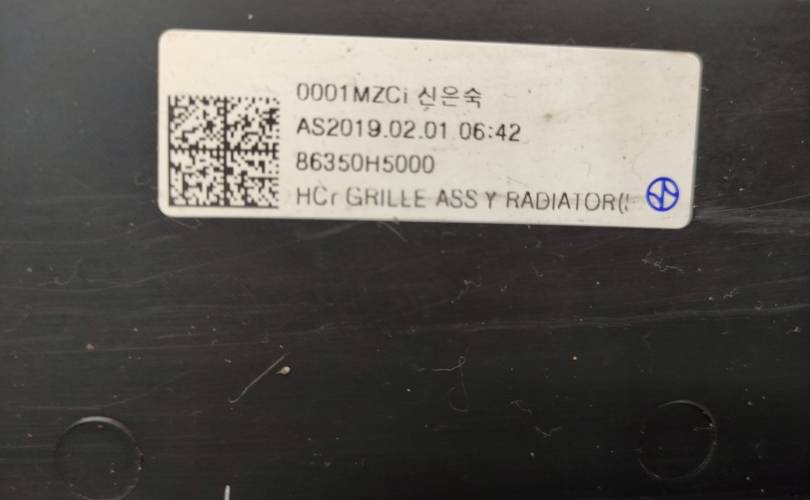 0001MZCi 신은숙
AS2019.02.01 06:42
86350H5000
HCr GRILLE ASS Y RADIATOR(